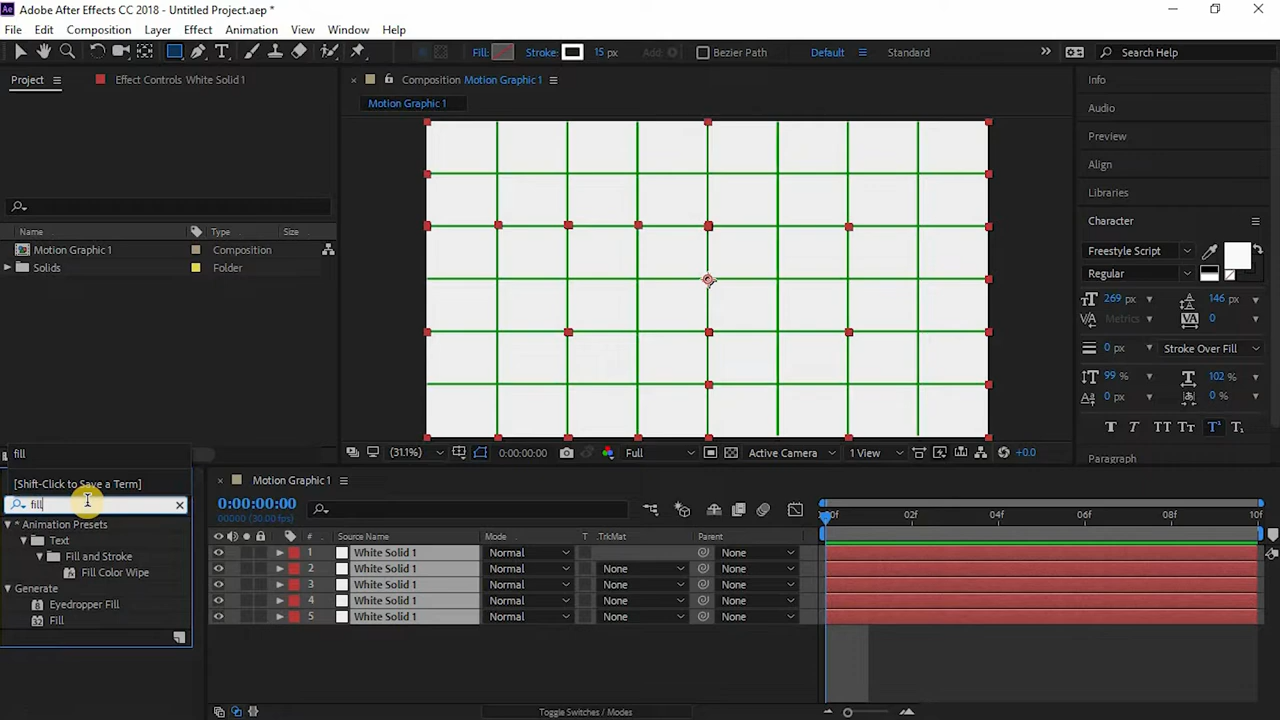 Adobe After Effects CC 2018 - Untitled Project.aep *
File Edit Composition Layer Effect Animation View Window Help
Fill: Stroke: 15 px Add: Bezier Path Default Standard Search Help
Project Effect Controls White Solid 1
Composition Motion Graphic 1
Motion Graphic 1
Info
Audio
Preview
Align
Libraries
Character
Freestyle Script
Regular
269 px 146 px
Metrics 0
0 px Stroke Over Fill
99 % 102 %
0 px 0 %
Paragraph
Name Type Size
Motion Graphic 1 Composition
Solids Folder
(31.1%) 0:00:00:00 Full Active Camera 1 View +0.0
fill
[Shift-Click to Save a Term]
fill
* Animation Presets
Text
Fill and Stroke
Fill Color Wipe
Generate
Eyedropper Fill
Fill
Motion Graphic 1
0:00:00:00
00000 (30.00 fps)
:00f 02f 04f 06f 08f 10f
# Source Name Mode T .TrkMat Parent
1 White Solid 1 Normal None
2 White Solid 1 Normal None None
3 White Solid 1 Normal None None
4 White Solid 1 Normal None None
5 White Solid 1 Normal None None
Toggle Switches / Modes